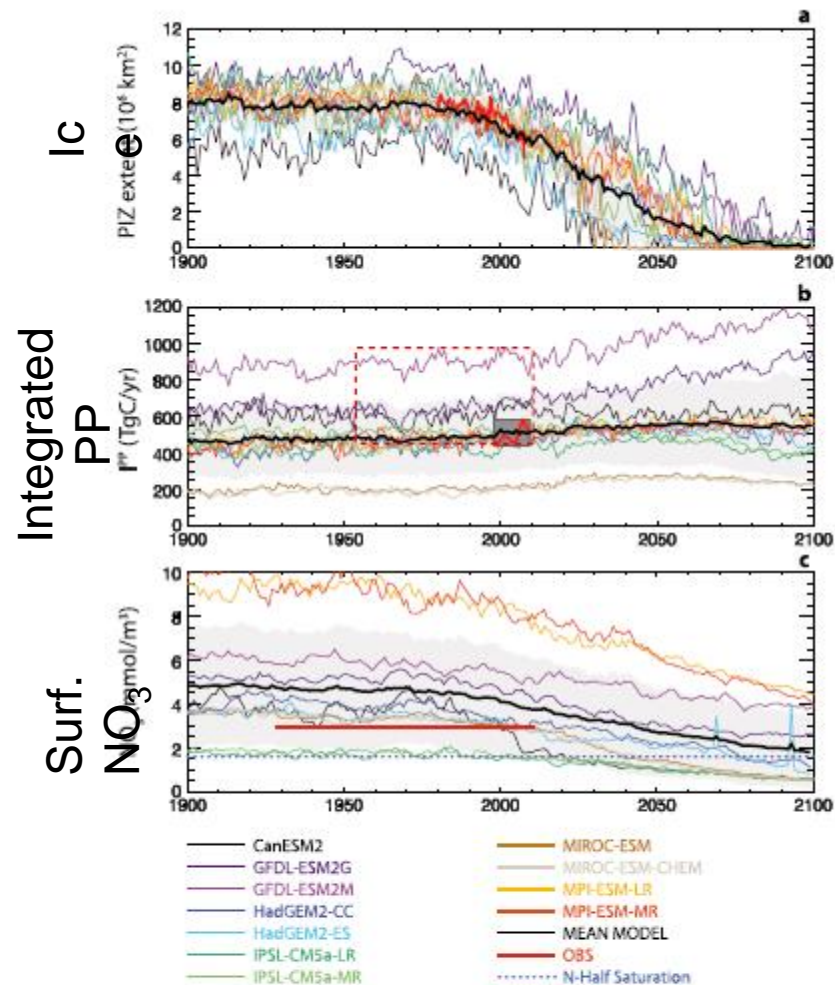 a
Ice
PIZ extent (10⁶ km²)
12
10
8
6
4
2
0
1900
1950
2000
2050
2100
b
Integrated
PP
Iᵖᵖ (TgC/yr)
1200
1000
800
600
400
200
0
1900
1950
2000
2050
2100
c
Surf.
NO₃
mmol/m³)
10
8
6
4
2
0
1900
1950
2000
2050
2100
CanESM2
GFDL-ESM2G
GFDL-ESM2M
HadGEM2-CC
HadGEM2-ES
IPSL-CM5a-LR
IPSL-CM5a-MR
MIROC-ESM
MIROC-ESM-CHEM
MPI-ESM-LR
MPI-ESM-MR
MEAN MODEL
OBS
N-Half Saturation